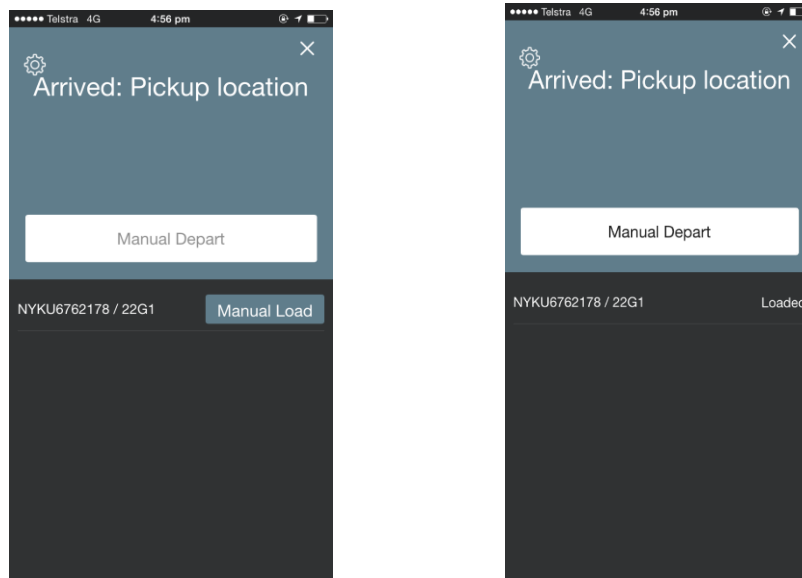 Telstra 4G 4:56 pm
Arrived: Pickup location
Manual Depart
NYKU6762178 / 22G1 Manual Load
Telstra 4G 4:56 pm
Arrived: Pickup location
Manual Depart
NYKU6762178 / 22G1 Loaded